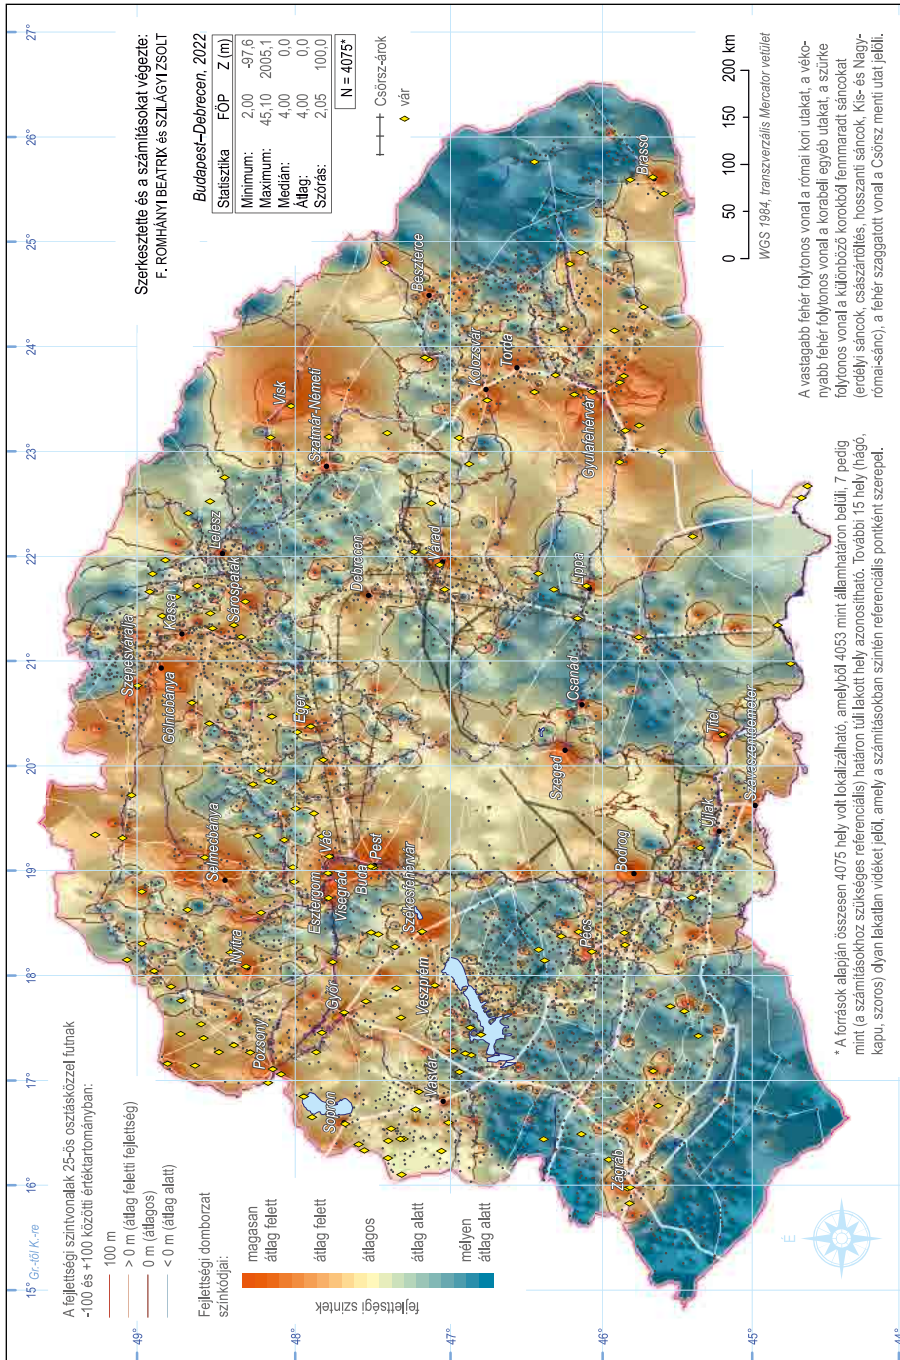 Szerkesztette és a számításokat végezte:
F. ROMHÁNYI BEATRIX és SZILÁGYI ZSOLT
Budapest–Debrecen, 2022
Statisztika FÖP Z (m)
Minimum: 2,00 -97,6
Maximum: 45,10 2005,1
Medián: 4,00 0,0
Átlag: 4,00 0,0
Szórás: 2,05 100,0
N = 4075*
Csörsz-árok
vár
A fejlettségi szintvonalak 25-ös osztásközzel futnak
-100 és +100 közötti értéktartományban:
100 m
> 0 m (átlag feletti fejlettség)
0 m (átlagos)
< 0 m (átlag alatt)
Fejlettségi domborzat
színkódjai:
fejlettségi szintek
magasan
átlag felett
átlag felett
átlagos
átlag alatt
mélyen
átlag alatt
É
15° Gr.-től K.-re
16°
17°
18°
19°
20°
21°
22°
23°
24°
25°
26°
27°
49°
48°
47°
46°
45°
44°
Szepesváralja
Gölnicbánya
Kassa
Lelesz
Sárospatak
Visk
Szatmár-Németi
Selmecbánya
Nyitra
Pozsony
Eger
Debrecen
Esztergom
Visegrád
Vác
Buda
Pest
Győr
Sopron
Székesfehérvár
Veszprém
Vasvár
Várad
Beszterce
Kolozsvár
Torda
Gyulafehérvár
Brassó
Lippa
Csanád
Szeged
Bodrog
Pécs
Zágráb
Titel
Újlak
Szávaszentdemeter
0 50 100 150 200 km
WGS 1984, transzverzális Mercator vetület
A vastagabb fehér folytonos vonal a római kori utakat, a véko-
nyabb fehér folytonos vonal a korabeli egyéb utakat, a szürke
folytonos vonal a különböző korokból fennmaradt sáncokat
(erdélyi sáncok, császártöltés, hosszanti sáncok, Kis- és Nagy-
római-sánc), a fehér szaggatott vonal a Csörsz menti utat jelöli.
* A források alapján összesen 4075 hely volt lokalizálható, amelyből 4053 mint államhatáron belüli, 7 pedig
mint (a számításokhoz szükséges referenciális) határon túli lakott hely azonosítható. További 15 hely (hágó,
kapu, szoros) olyan lakatlan vidéket jelöl, amely a számításokban szintén referenciális pontként szerepel.